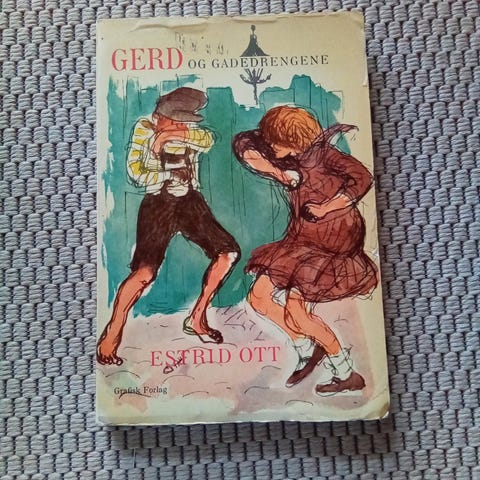 GERD OG GADEDRENGENE
ESTRID OTT
Grafisk Forlag